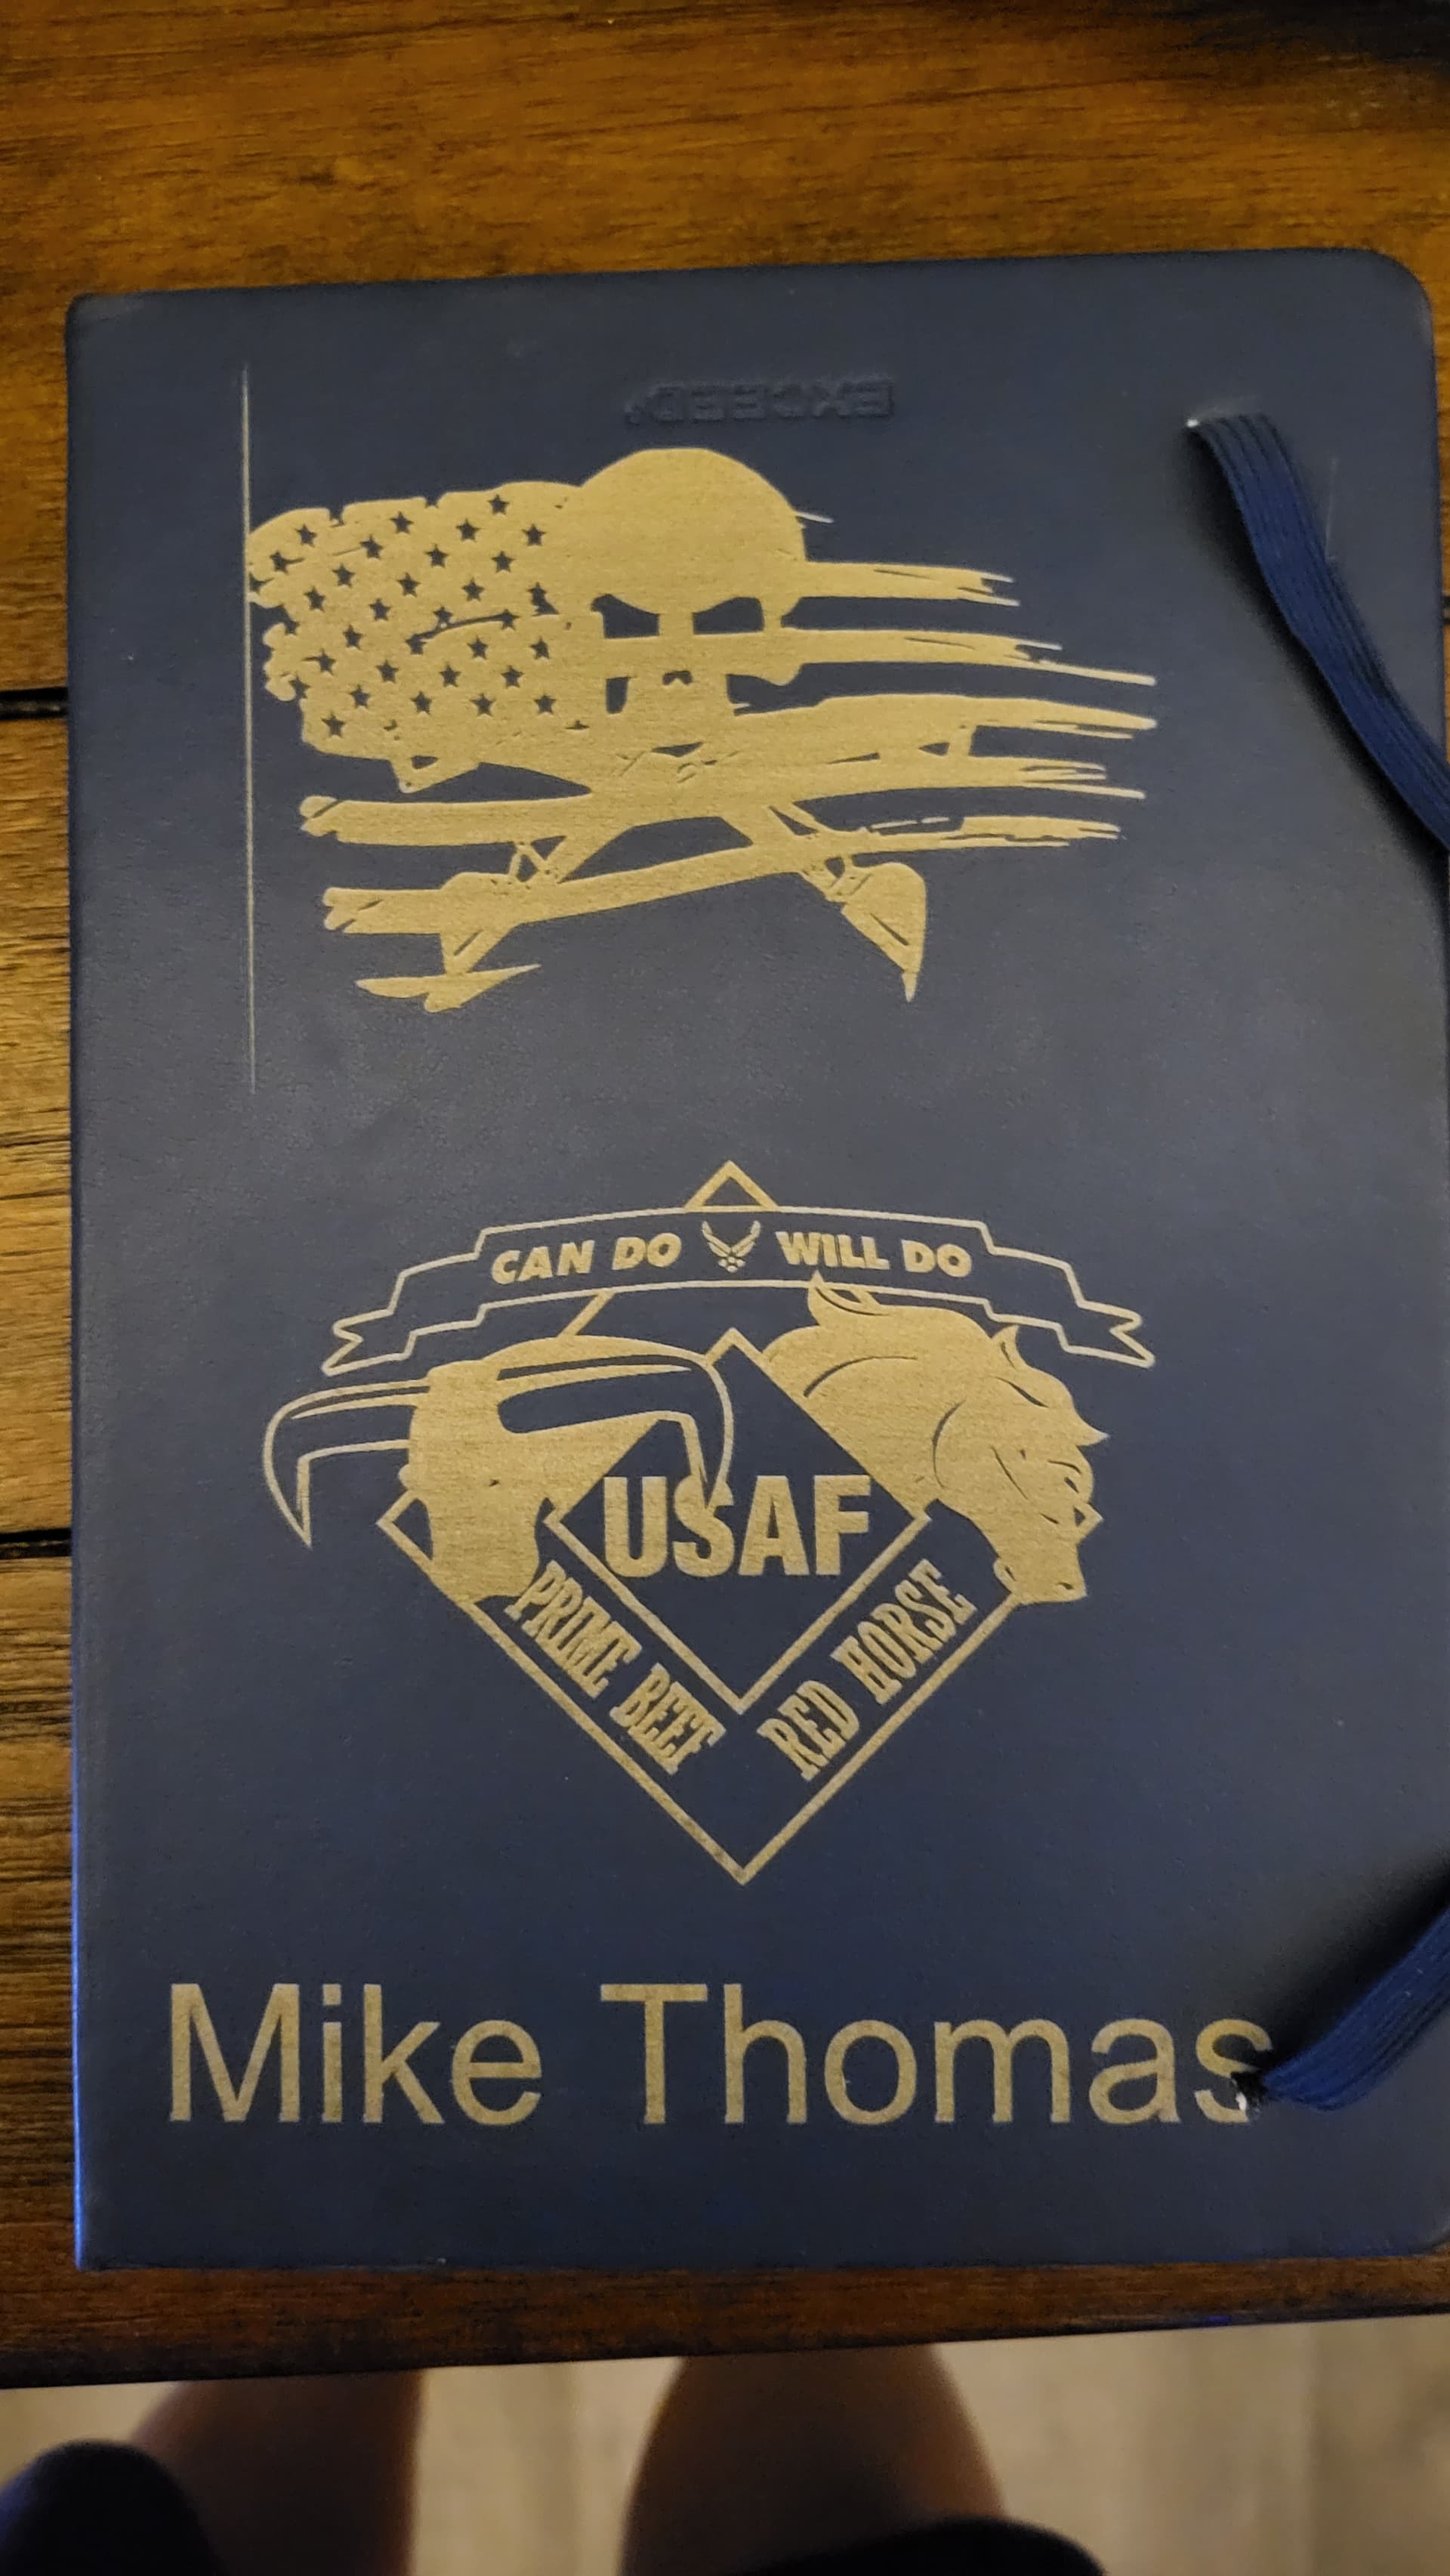 EXCEED®
CAN DO WILL DO
USAF
PRIME BEEF
RED HORSE
Mike Thomas